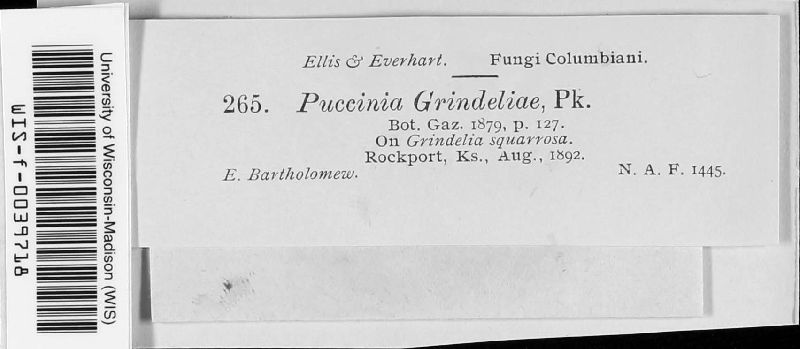 Ellis & Everhart. Fungi Columbiani.
265. Puccinia Grindeliae, Pk.
Bot. Gaz. 1879, p. 127.
On Grindelia squarrosa.
Rockport, Ks., Aug., 1892.
E. Bartholomew. N. A. F. 1445.
University of Wisconsin-Madison (WIS)
WIS-f-0039718